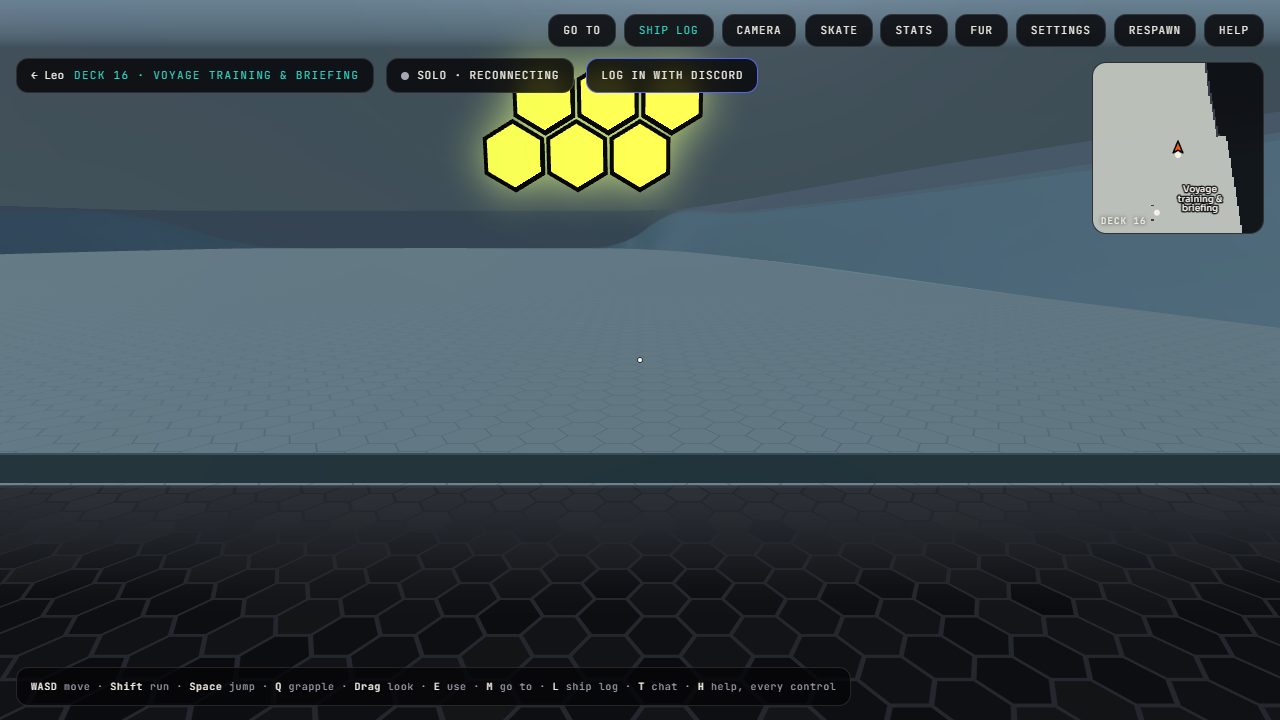 GO TO SHIP LOG CAMERA SKATE STATS FUR SETTINGS RESPAWN HELP
← Leo DECK 16 · VOYAGE TRAINING & BRIEFING SOLO · RECONNECTING LOG IN WITH DISCORD
Voyage
training &
briefing
DECK 16
WASD move · Shift run · Space jump · Q grapple · Drag look · E use · M go to · L ship log · T chat · H help, every control